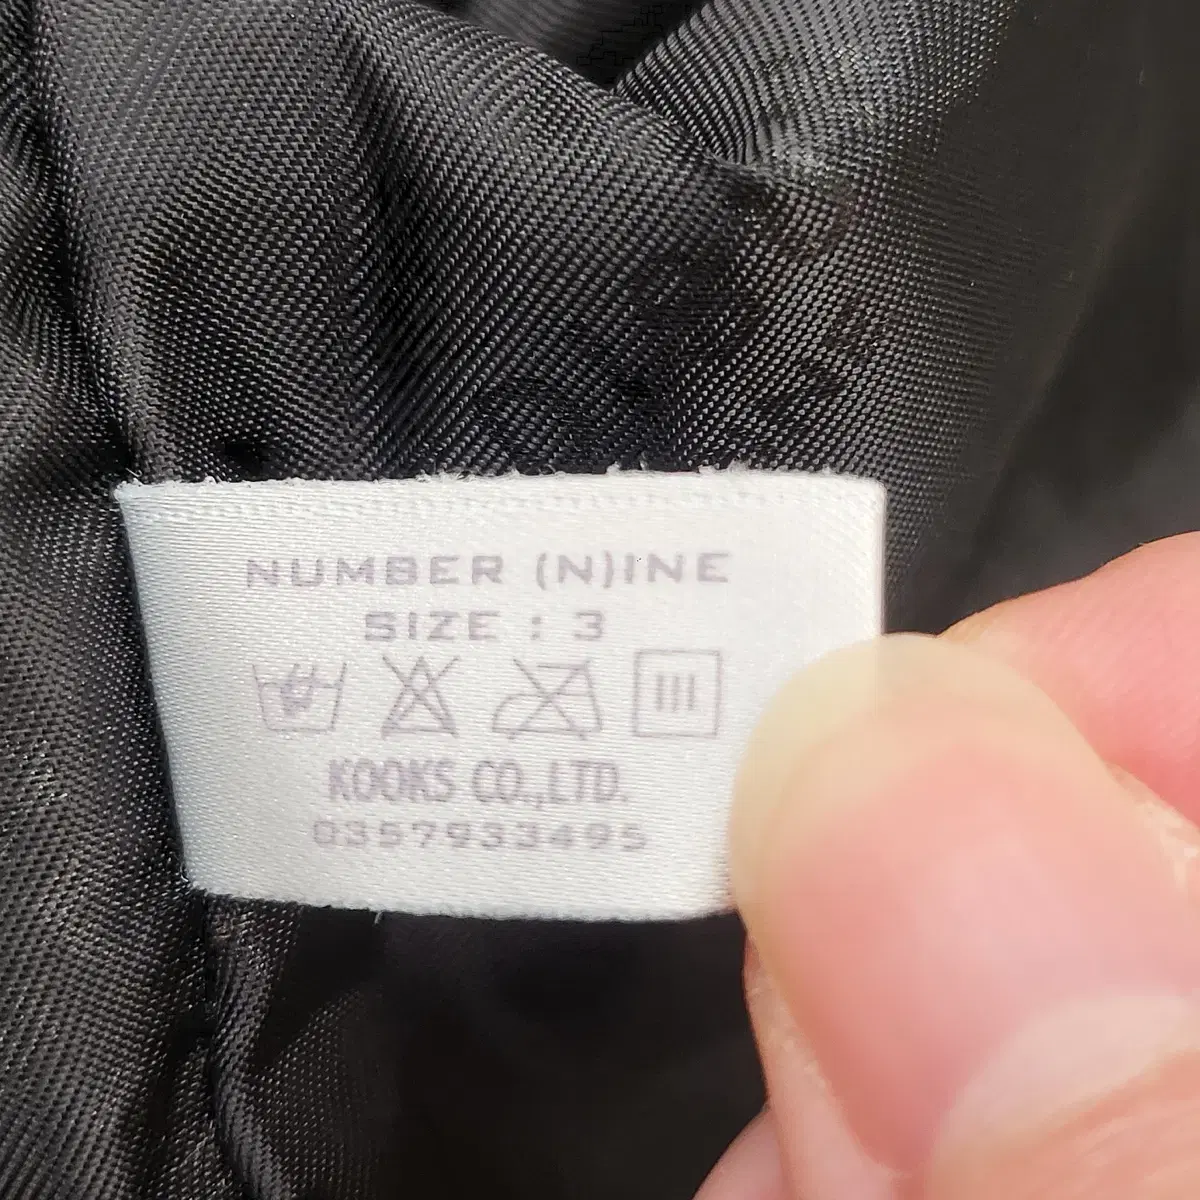 NUMBER (N)INE
SIZE : 3
KOOKS CO.,LTD.
0357933495